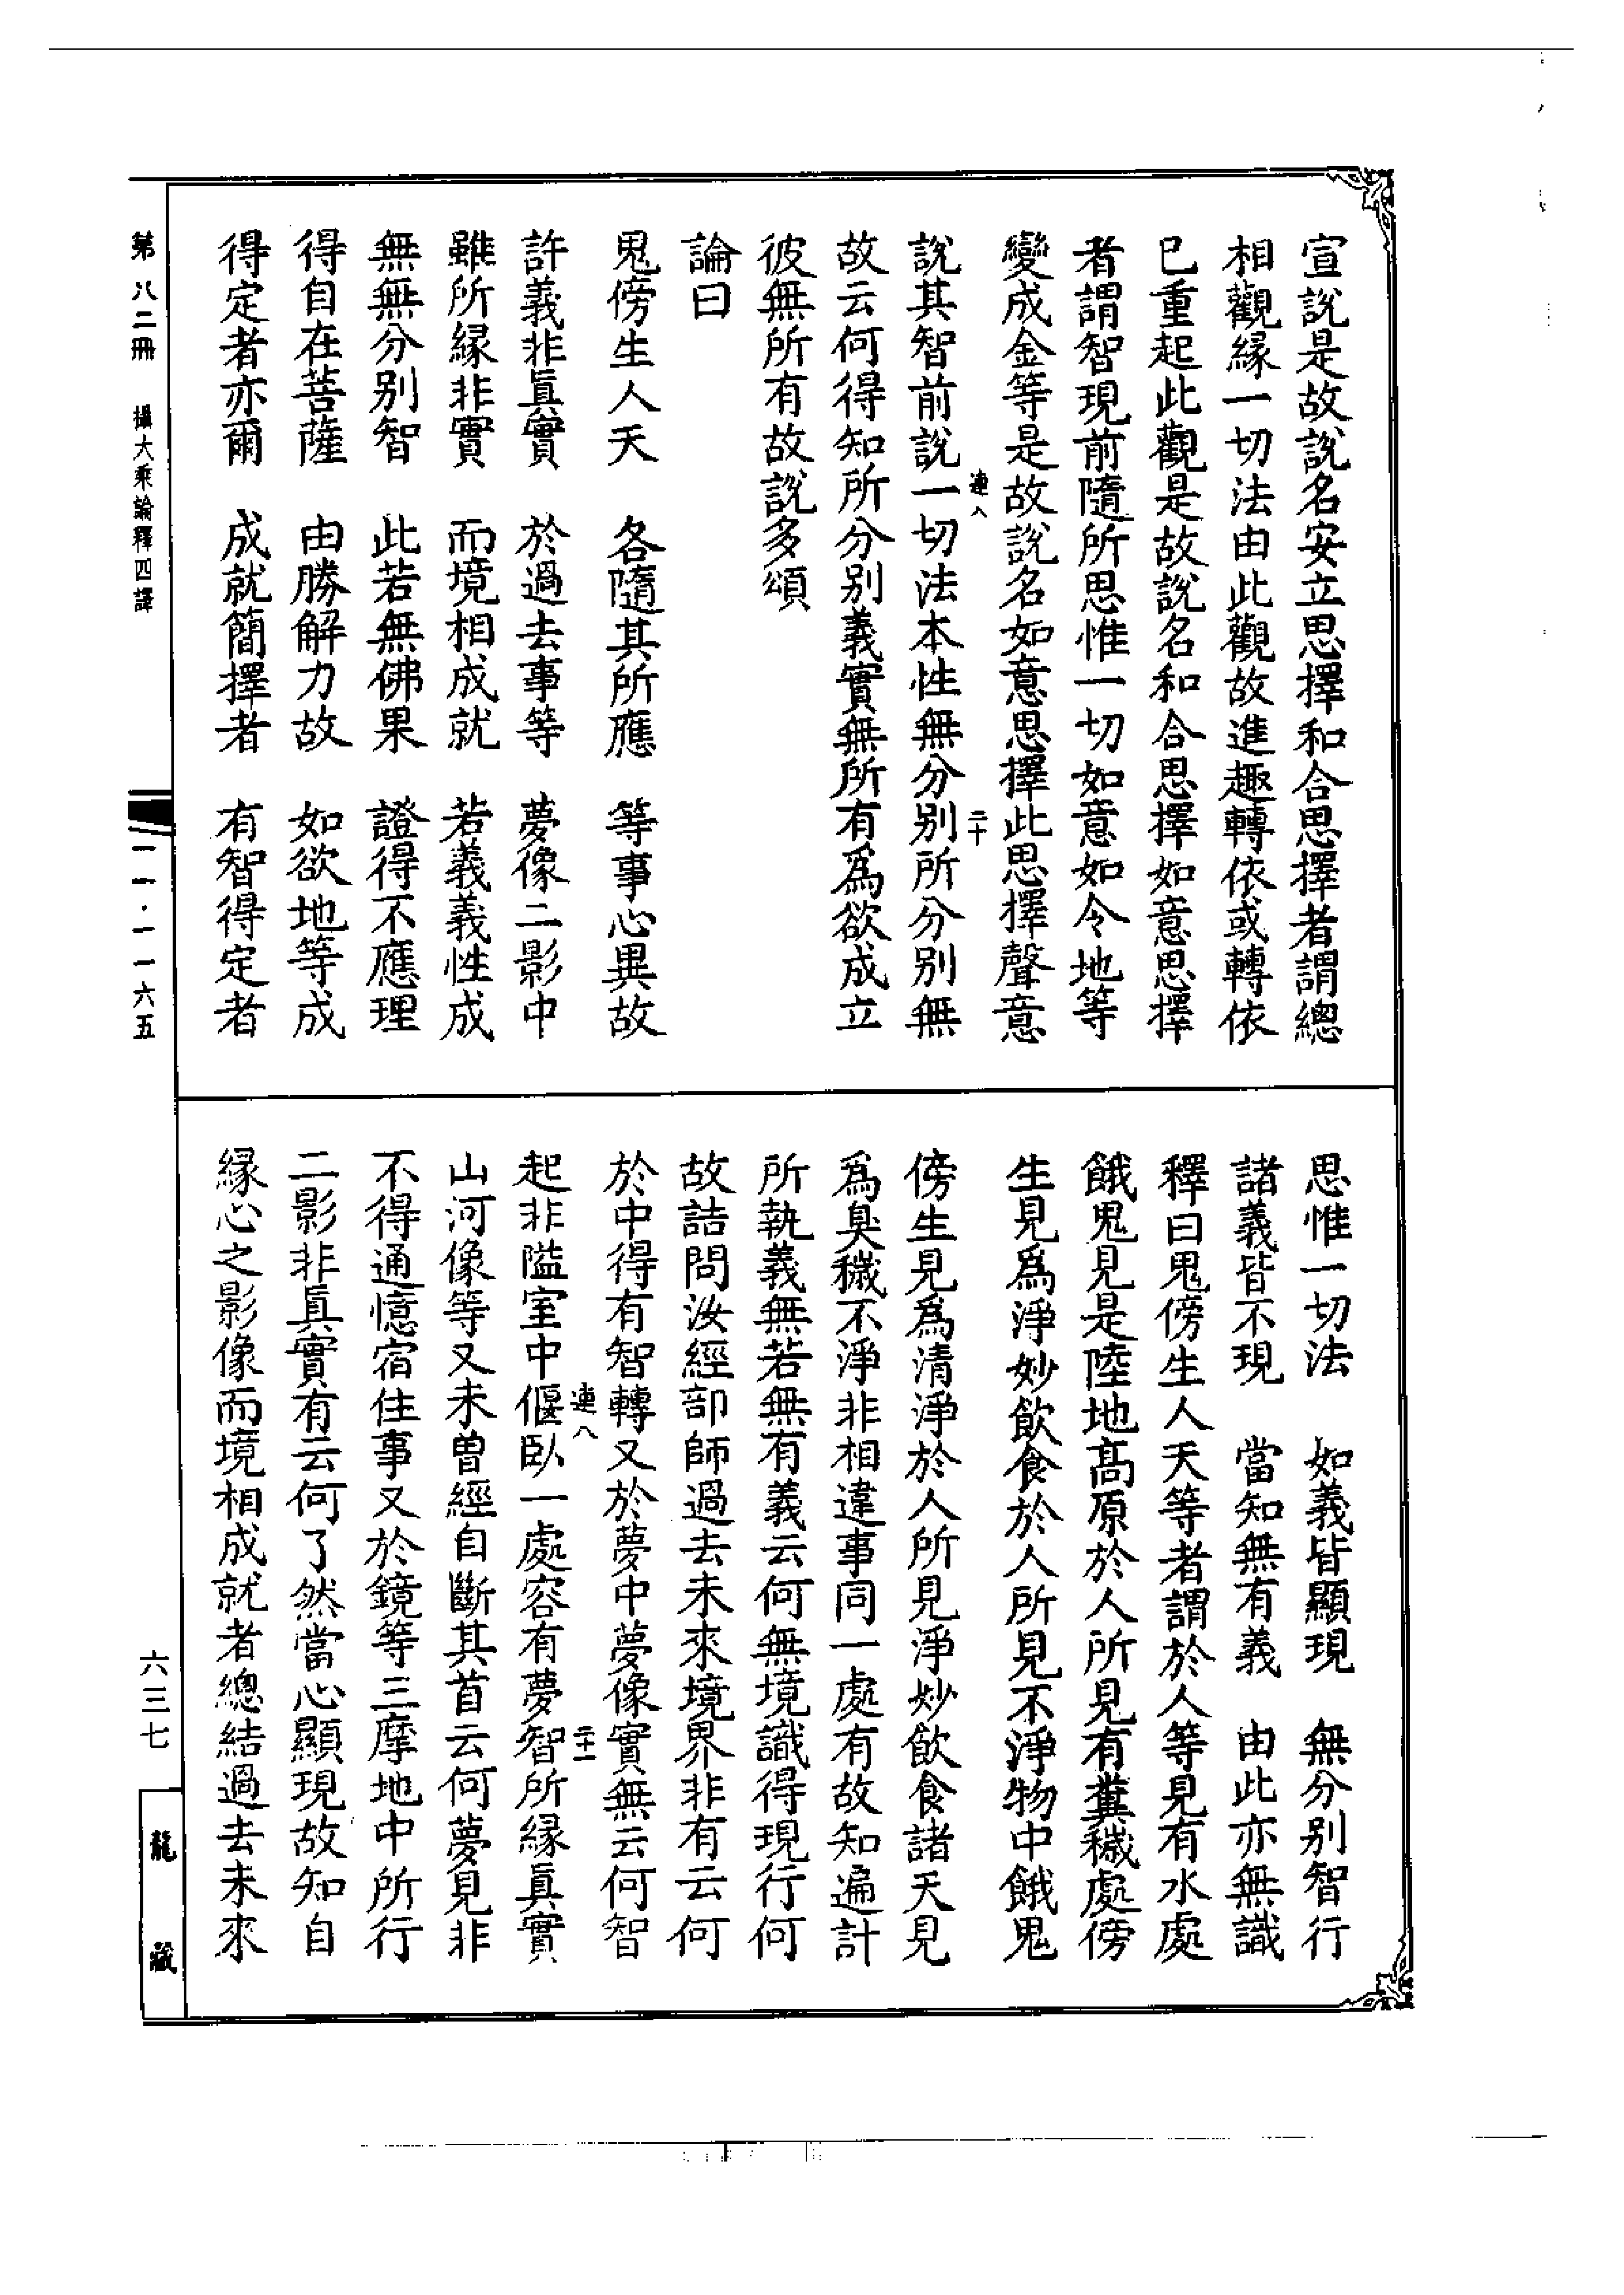 宣說是故說名安立思擇和合思擇者謂總
相觀緣一切法由此觀故進趣轉依或轉依
已重起此觀是故說名和合思擇如意思擇
者謂智現前隨所思惟一切如意如令地等
變成金等是故說名如意思擇此思擇聲意
說其智前說一切法本性無分別所分別無
連八
二十
故云何得知所分別義實無所有為欲成立
彼無所有故說多頌
論曰
鬼傍生人天 各隨其所應 等事心異故
許義非真實 於過去事等 夢像二影中
雖所緣非實 而境相成就 若義義性成
無無分別智 此若無佛果 證得不應理
得自在菩薩 由勝解力故 如欲地等成
得定者亦爾 成就簡擇者 有智得定者
思惟一切法 如義皆顯現 無分別智行
諸義皆不現 當知無有義 由此亦無識
釋曰鬼傍生人天等者謂於人等見有水處
餓鬼見是陸地高原於人所見有糞穢處傍
生見為淨妙飲食於人所見不淨物中餓鬼
傍生見為清淨於人所見淨妙飲食諸天見
為臭穢不淨非相違事同一處有故知遍計
所執義無若無有義云何無境識得現行何
故詰問汝經部師過去未來境界非有云何
於中得有智轉又於夢中夢像實無云何智
連八
二十一
起非隘室中偃臥一處容有夢智所緣真實
山河像等又未曾經自斷其首云何夢見非
不得通憶宿住事又於鏡等三摩地中所行
二影非真實有云何了然當心顯現故知自
緣心之影像而境相成就者總結過去未來
第八二冊 攝大乘論釋四譯
一一·一一六五
六三七
龍藏